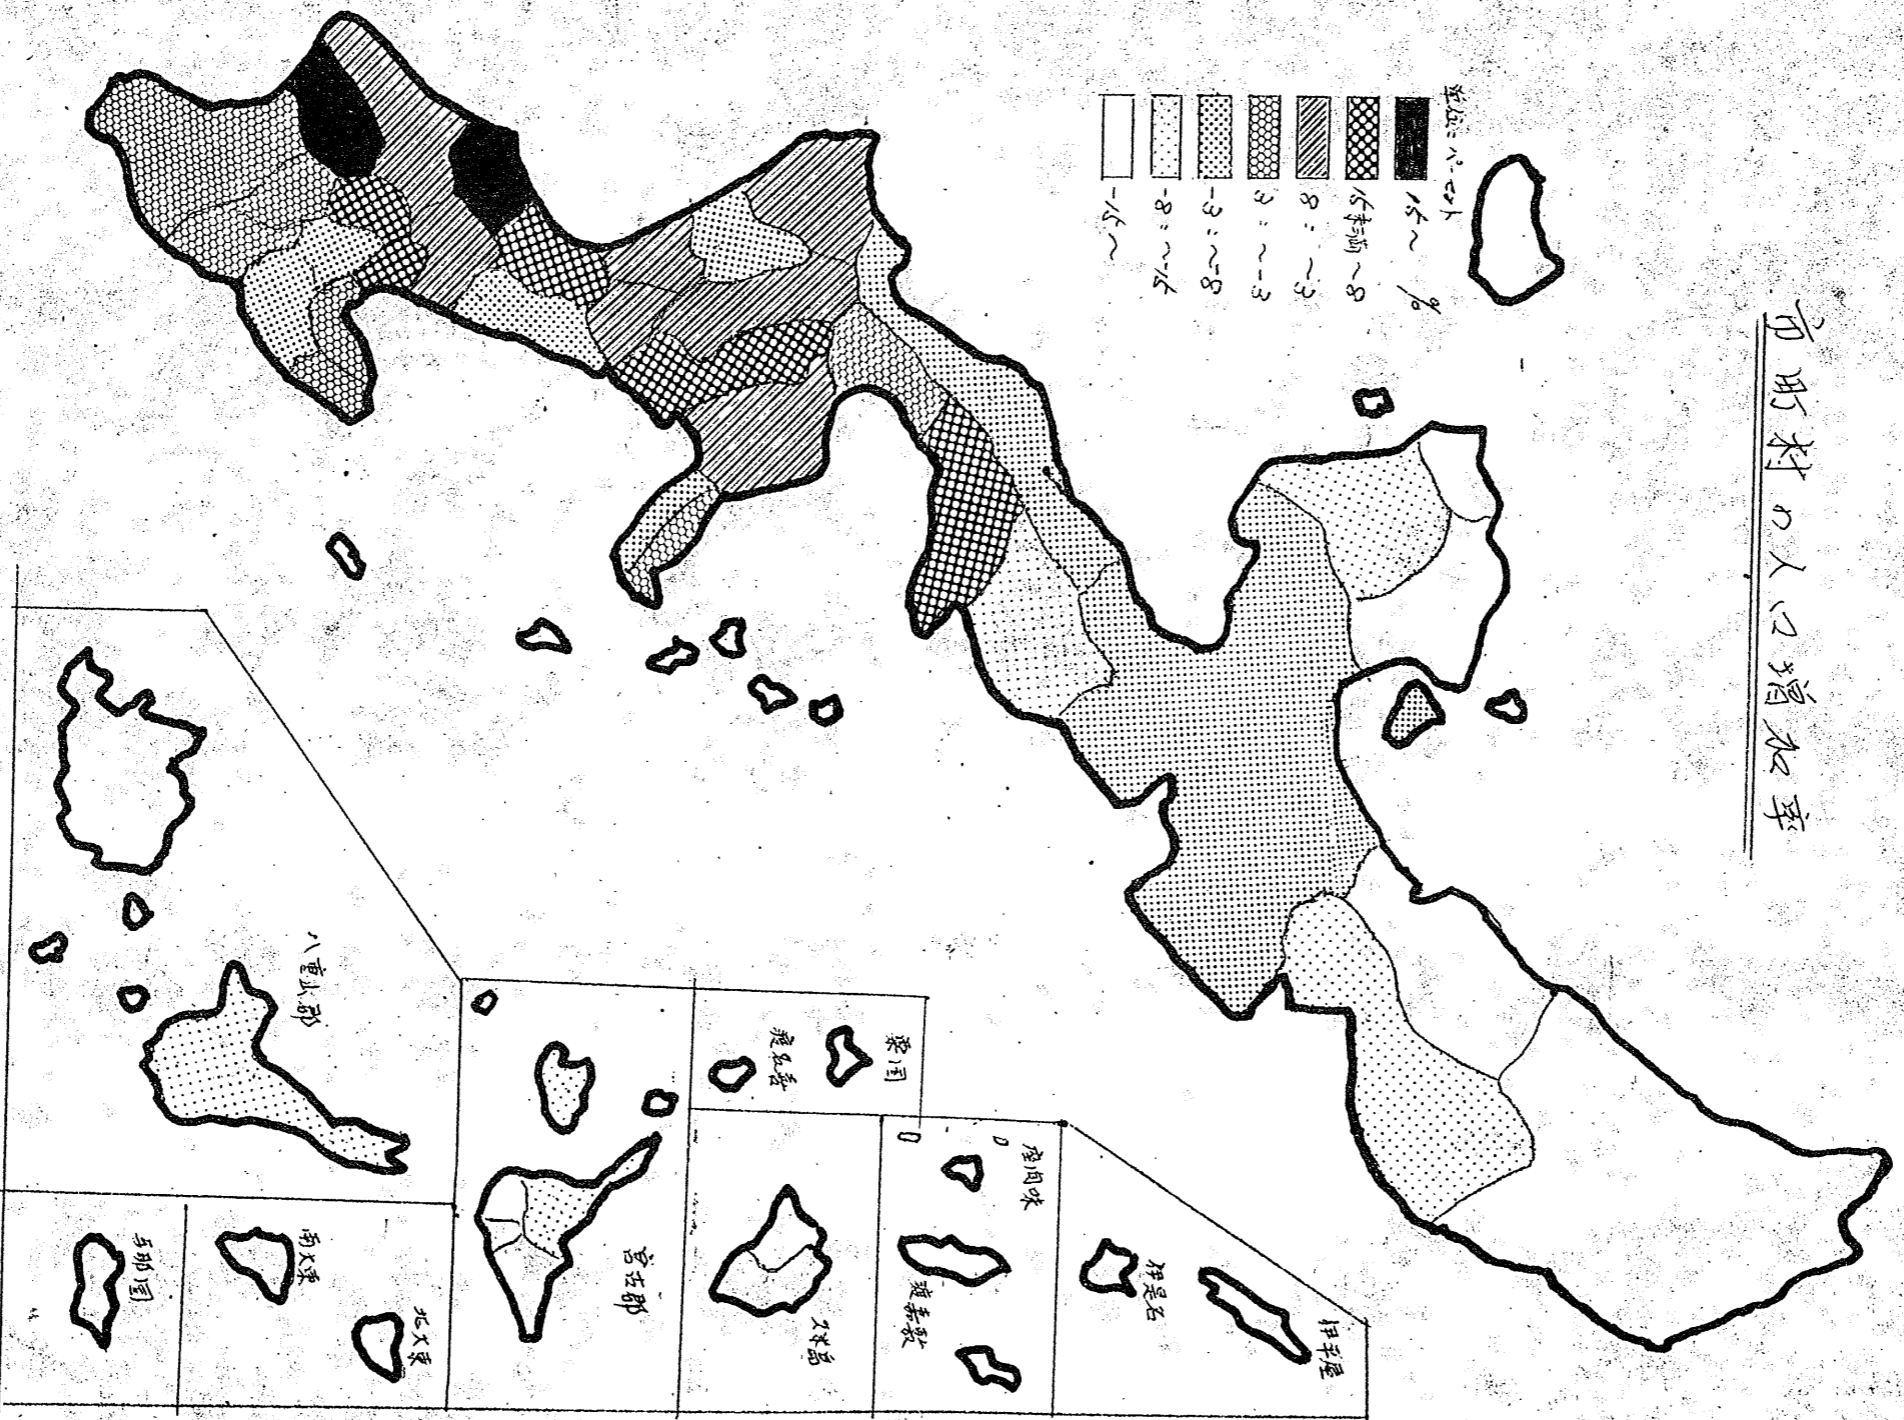 市町村の人口増加率
単位=パーセント
15～ %
15未満～8
8 : ～3
3 : ～-3
-3 : ～-8
-8 : ～-15
-15～
伊平屋
伊是名
座間味
渡嘉敷
粟国
渡名喜
久米島
宮古郡
八重山郡
北大東
南大東
与那国